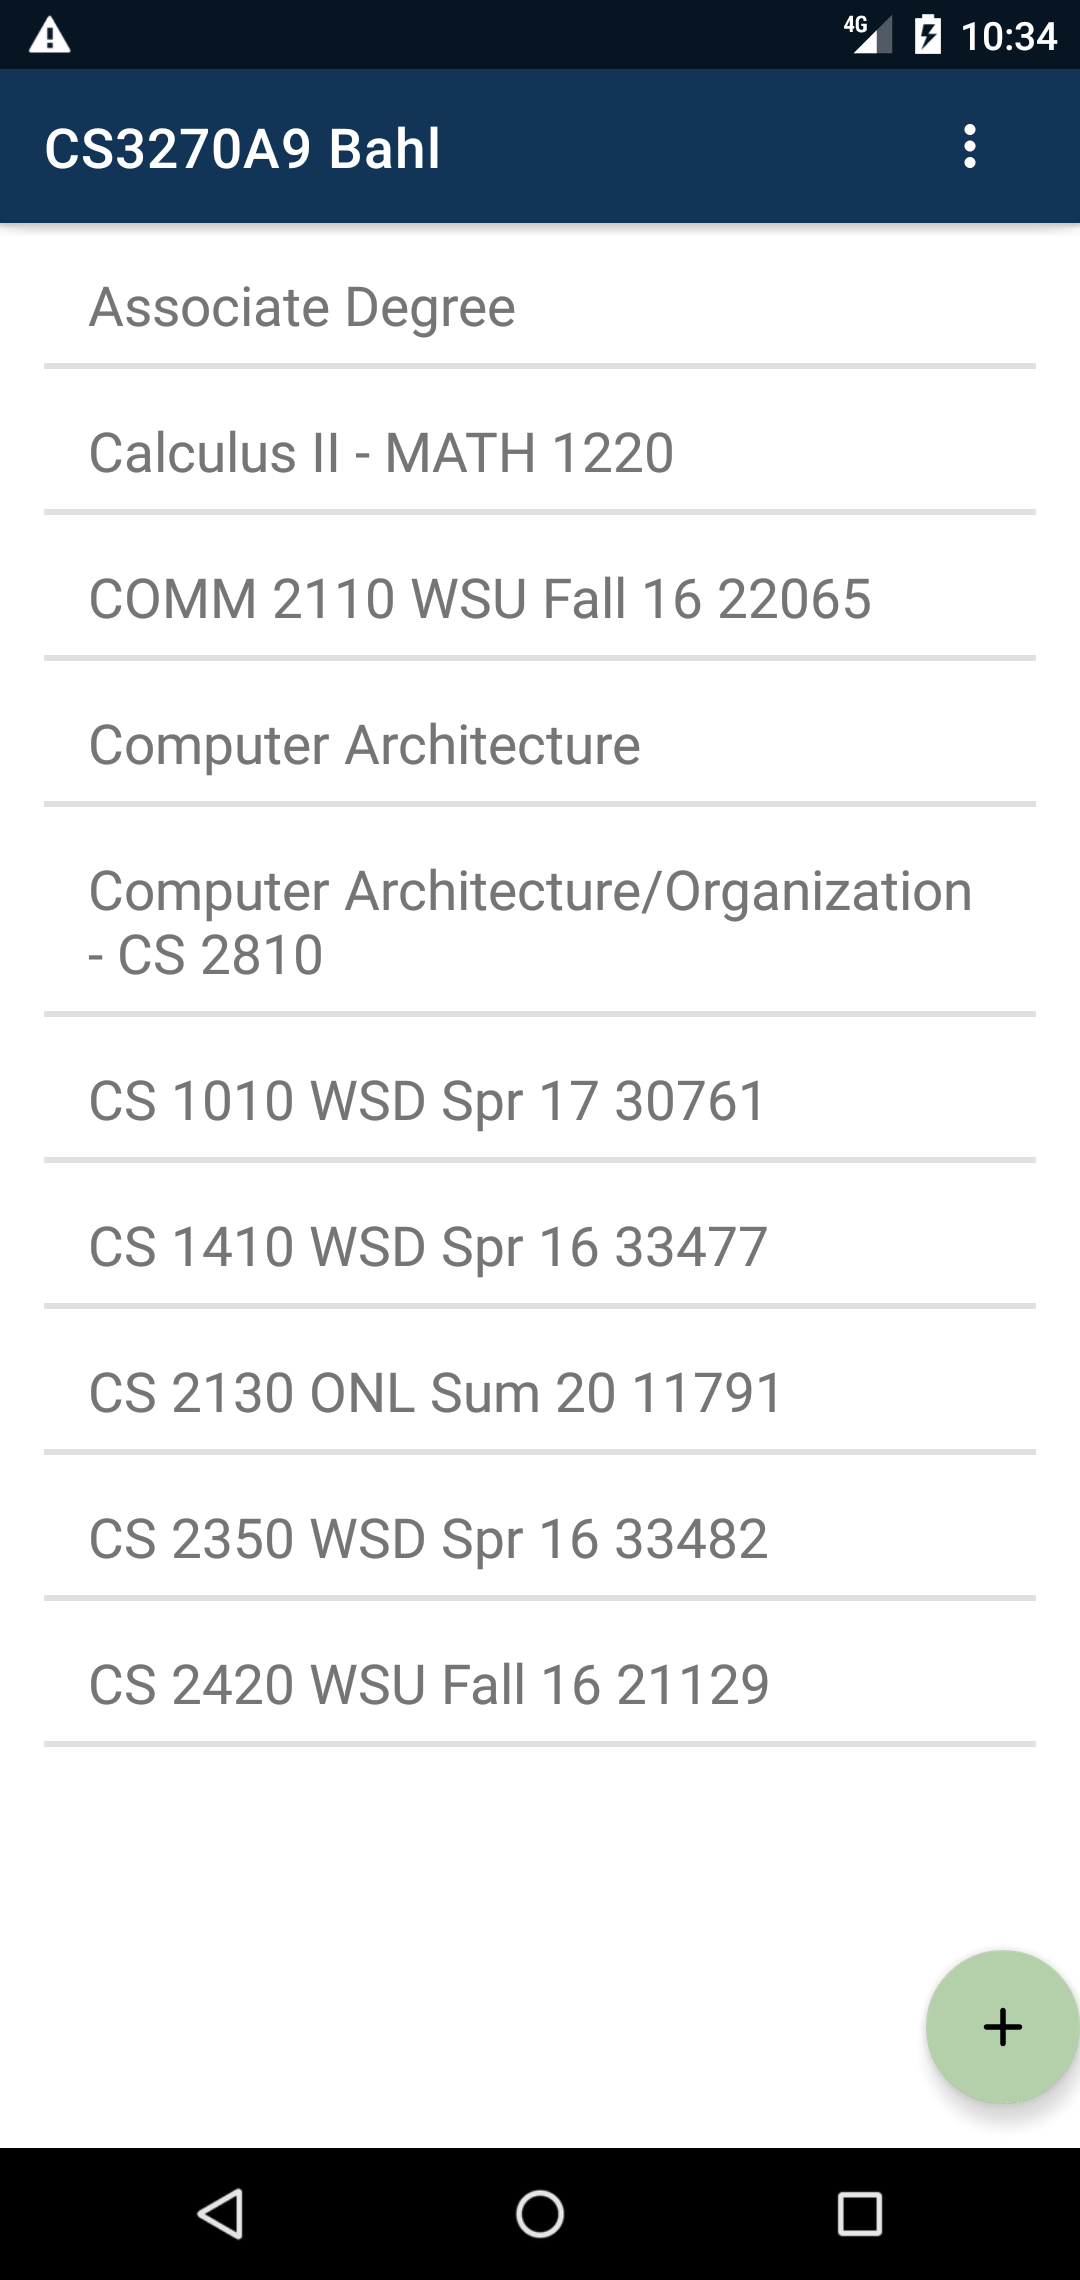 4G 10:34
CS3270A9 Bahl
Associate Degree
Calculus II - MATH 1220
COMM 2110 WSU Fall 16 22065
Computer Architecture
Computer Architecture/Organization
- CS 2810
CS 1010 WSD Spr 17 30761
CS 1410 WSD Spr 16 33477
CS 2130 ONL Sum 20 11791
CS 2350 WSD Spr 16 33482
CS 2420 WSU Fall 16 21129